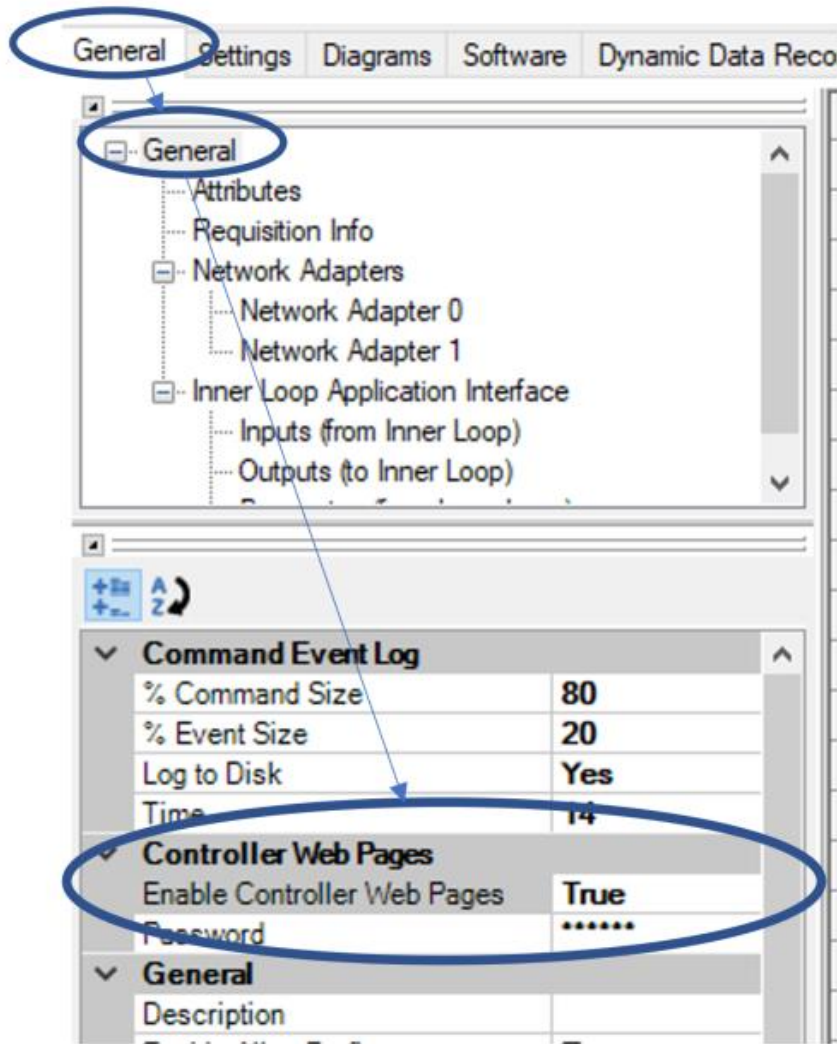 General Settings Diagrams Software Dynamic Data Reco
General
Attributes
Requisition Info
Network Adapters
Network Adapter 0
Network Adapter 1
Inner Loop Application Interface
Inputs (from Inner Loop)
Outputs (to Inner Loop)
Command Event Log
% Command Size 80
% Event Size 20
Log to Disk Yes
Time 14
Controller Web Pages
Enable Controller Web Pages True
Password ******
General
Description